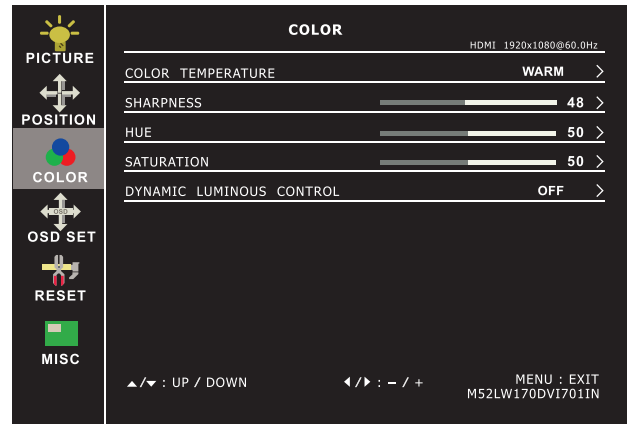 PICTURE
POSITION
COLOR
OSD
OSD SET
RESET
MISC
COLOR
HDMI 1920x1080@60.0Hz
COLOR TEMPERATURE WARM >
SHARPNESS 48 >
HUE 50 >
SATURATION 50 >
DYNAMIC LUMINOUS CONTROL OFF >
▲/▼ : UP / DOWN ◀/▶ : – / + MENU : EXIT
M52LW170DVI701IN